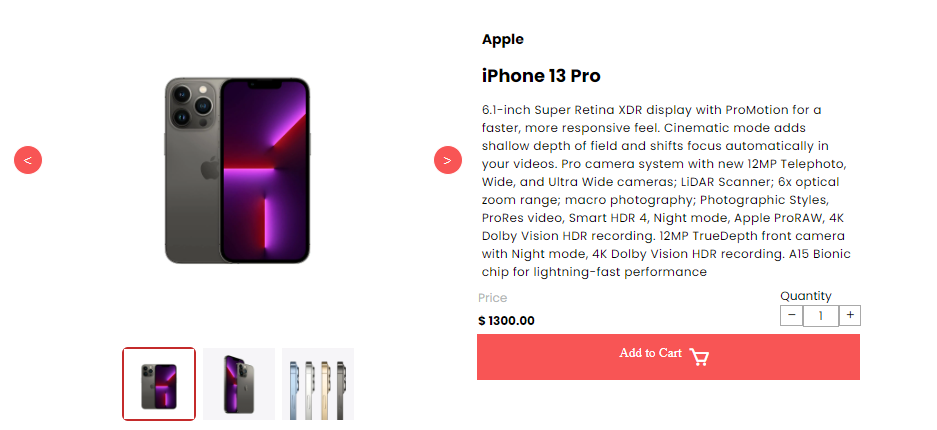 Apple
iPhone 13 Pro
6.1-inch Super Retina XDR display with ProMotion for a
faster, more responsive feel. Cinematic mode adds
shallow depth of field and shifts focus automatically in
your videos. Pro camera system with new 12MP Telephoto,
Wide, and Ultra Wide cameras; LiDAR Scanner; 6x optical
zoom range; macro photography; Photographic Styles,
ProRes video, Smart HDR 4, Night mode, Apple ProRAW, 4K
Dolby Vision HDR recording. 12MP TrueDepth front camera
with Night mode, 4K Dolby Vision HDR recording. A15 Bionic
chip for lightning-fast performance
< >
Price
Quantity
$ 1300.00
− 1 +
Add to Cart